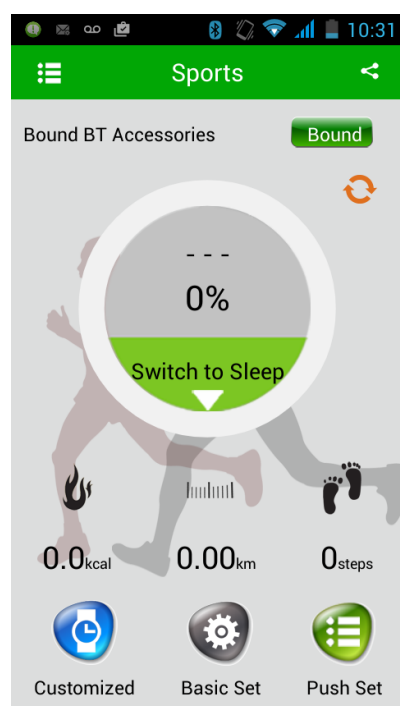 10:31
Sports
Bound BT Accessories
Bound
- - -
0%
Switch to Sleep
0.0kcal
0.00km
0steps
Customized
Basic Set
Push Set